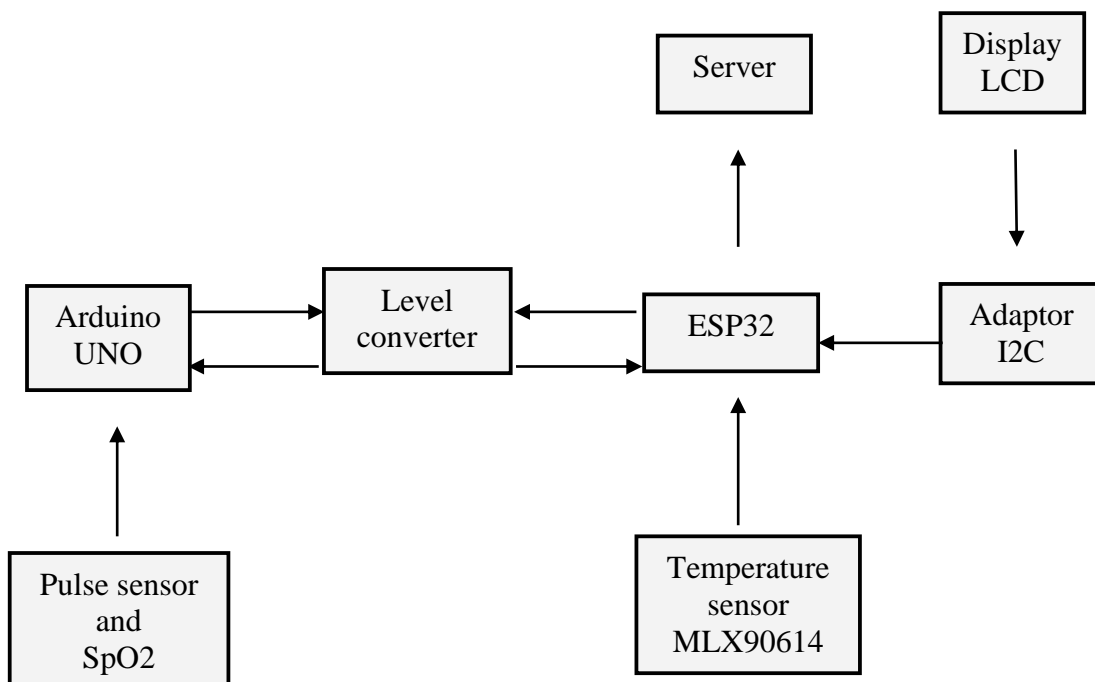 Server
Display
LCD
Arduino
UNO
Level
converter
ESP32
Adaptor
I2C
Pulse sensor
and
SpO2
Temperature
sensor
MLX90614